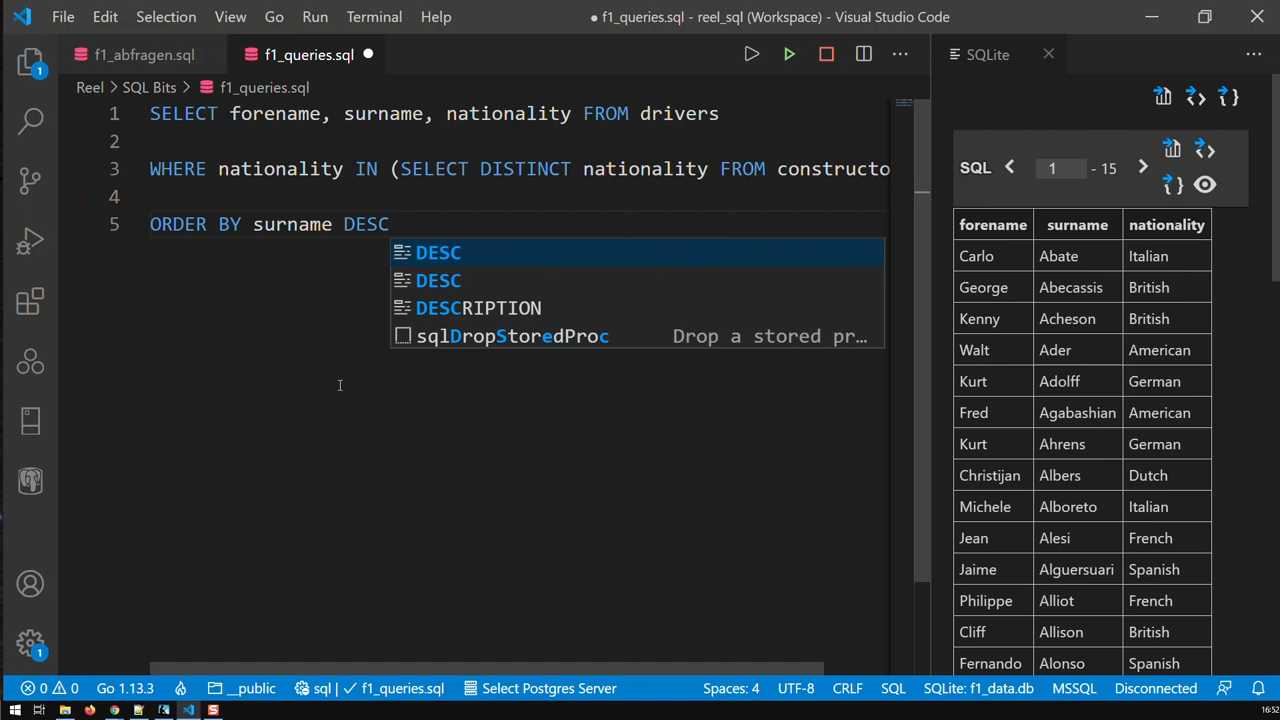 File Edit Selection View Go Run Terminal Help
● f1_queries.sql - reel_sql (Workspace) - Visual Studio Code
f1_abfragen.sql
f1_queries.sql
SQLite
Reel > SQL Bits > f1_queries.sql
1 SELECT forename, surname, nationality FROM drivers
2
3 WHERE nationality IN (SELECT DISTINCT nationality FROM constructo
4
5 ORDER BY surname DESC
DESC
DESC
DESCRIPTION
sqlDropStoredProc Drop a stored pr…
1
1
SQL < 1 - 15 >
forename surname nationality
Carlo Abate Italian
George Abecassis British
Kenny Acheson British
Walt Ader American
Kurt Adolff German
Fred Agabashian American
Kurt Ahrens German
Christijan Albers Dutch
Michele Alboreto Italian
Jean Alesi French
Jaime Alguersuari Spanish
Philippe Alliot French
Cliff Allison British
Fernando Alonso Spanish
0 0 Go 1.13.3 __public sql | ✓ f1_queries.sql Select Postgres Server Spaces: 4 UTF-8 CRLF SQL SQLite: f1_data.db MSSQL Disconnected
16:52